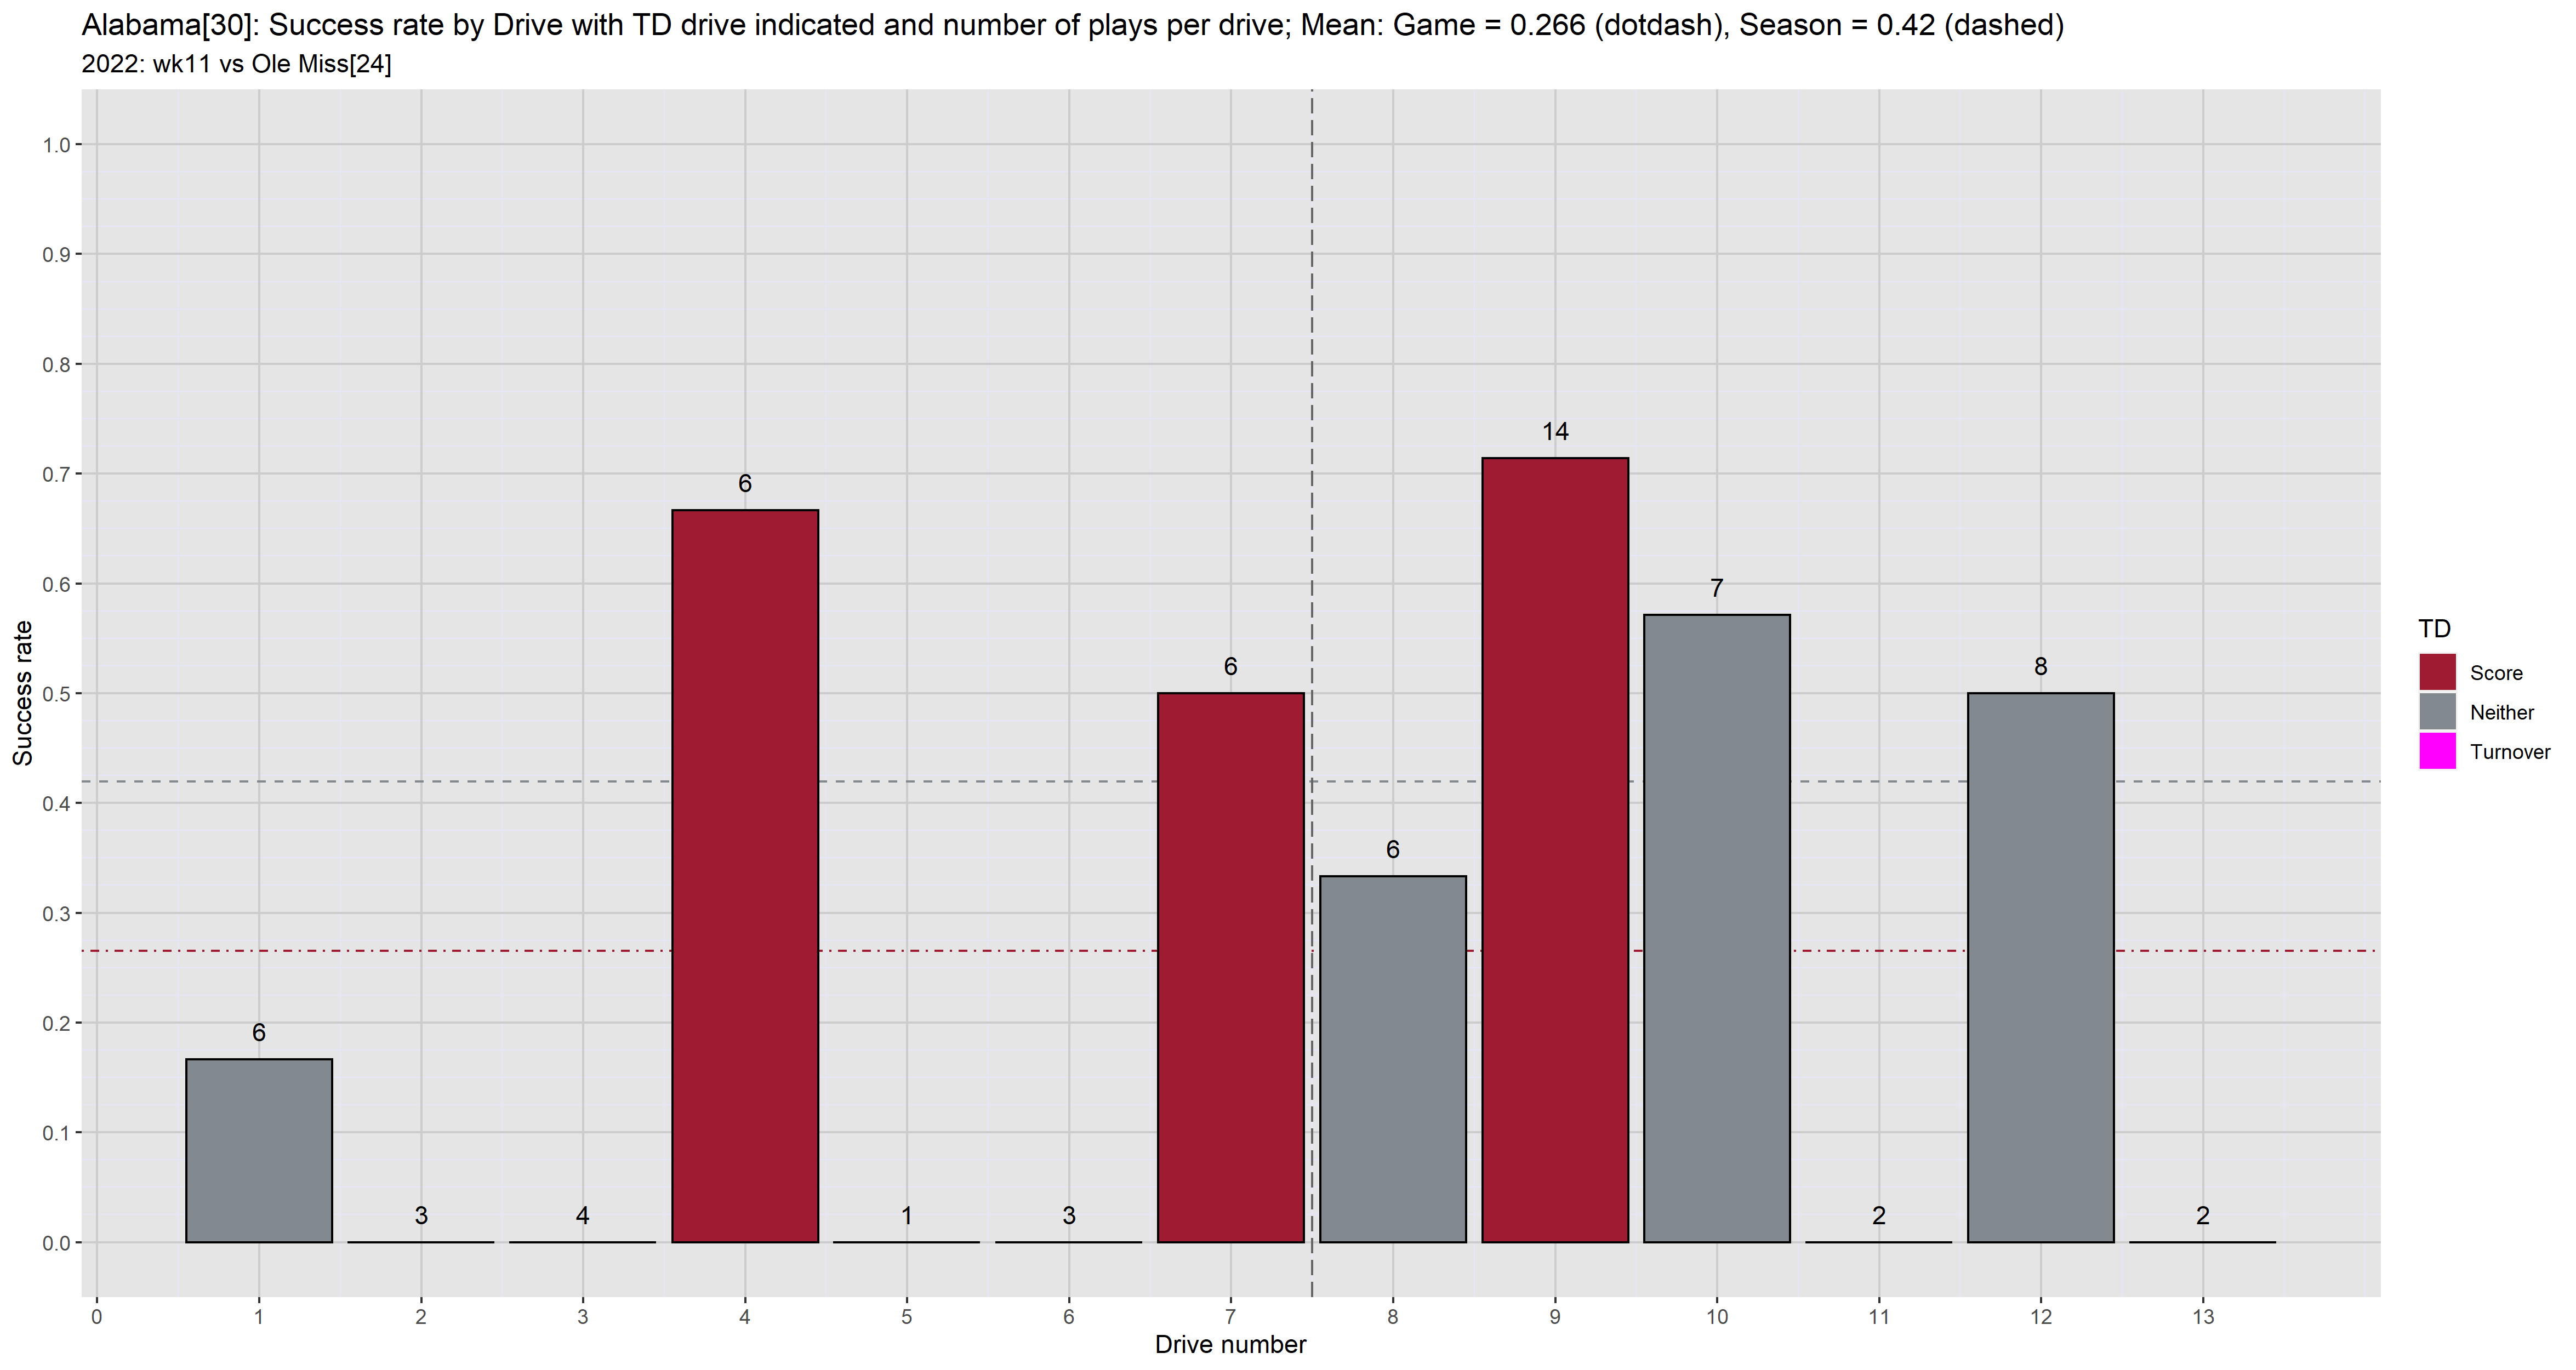 Alabama[30]: Success rate by Drive with TD drive indicated and number of plays per drive; Mean: Game = 0.266 (dotdash), Season = 0.42 (dashed)
2022: wk11 vs Ole Miss[24]
1.0
0.9
0.8
0.7
0.6
0.5
0.4
0.3
0.2
0.1
0.0
Success rate
6
3
4
6
1
3
6
6
14
7
2
8
2
0 1 2 3 4 5 6 7 8 9 10 11 12 13
Drive number
TD
Score
Neither
Turnover